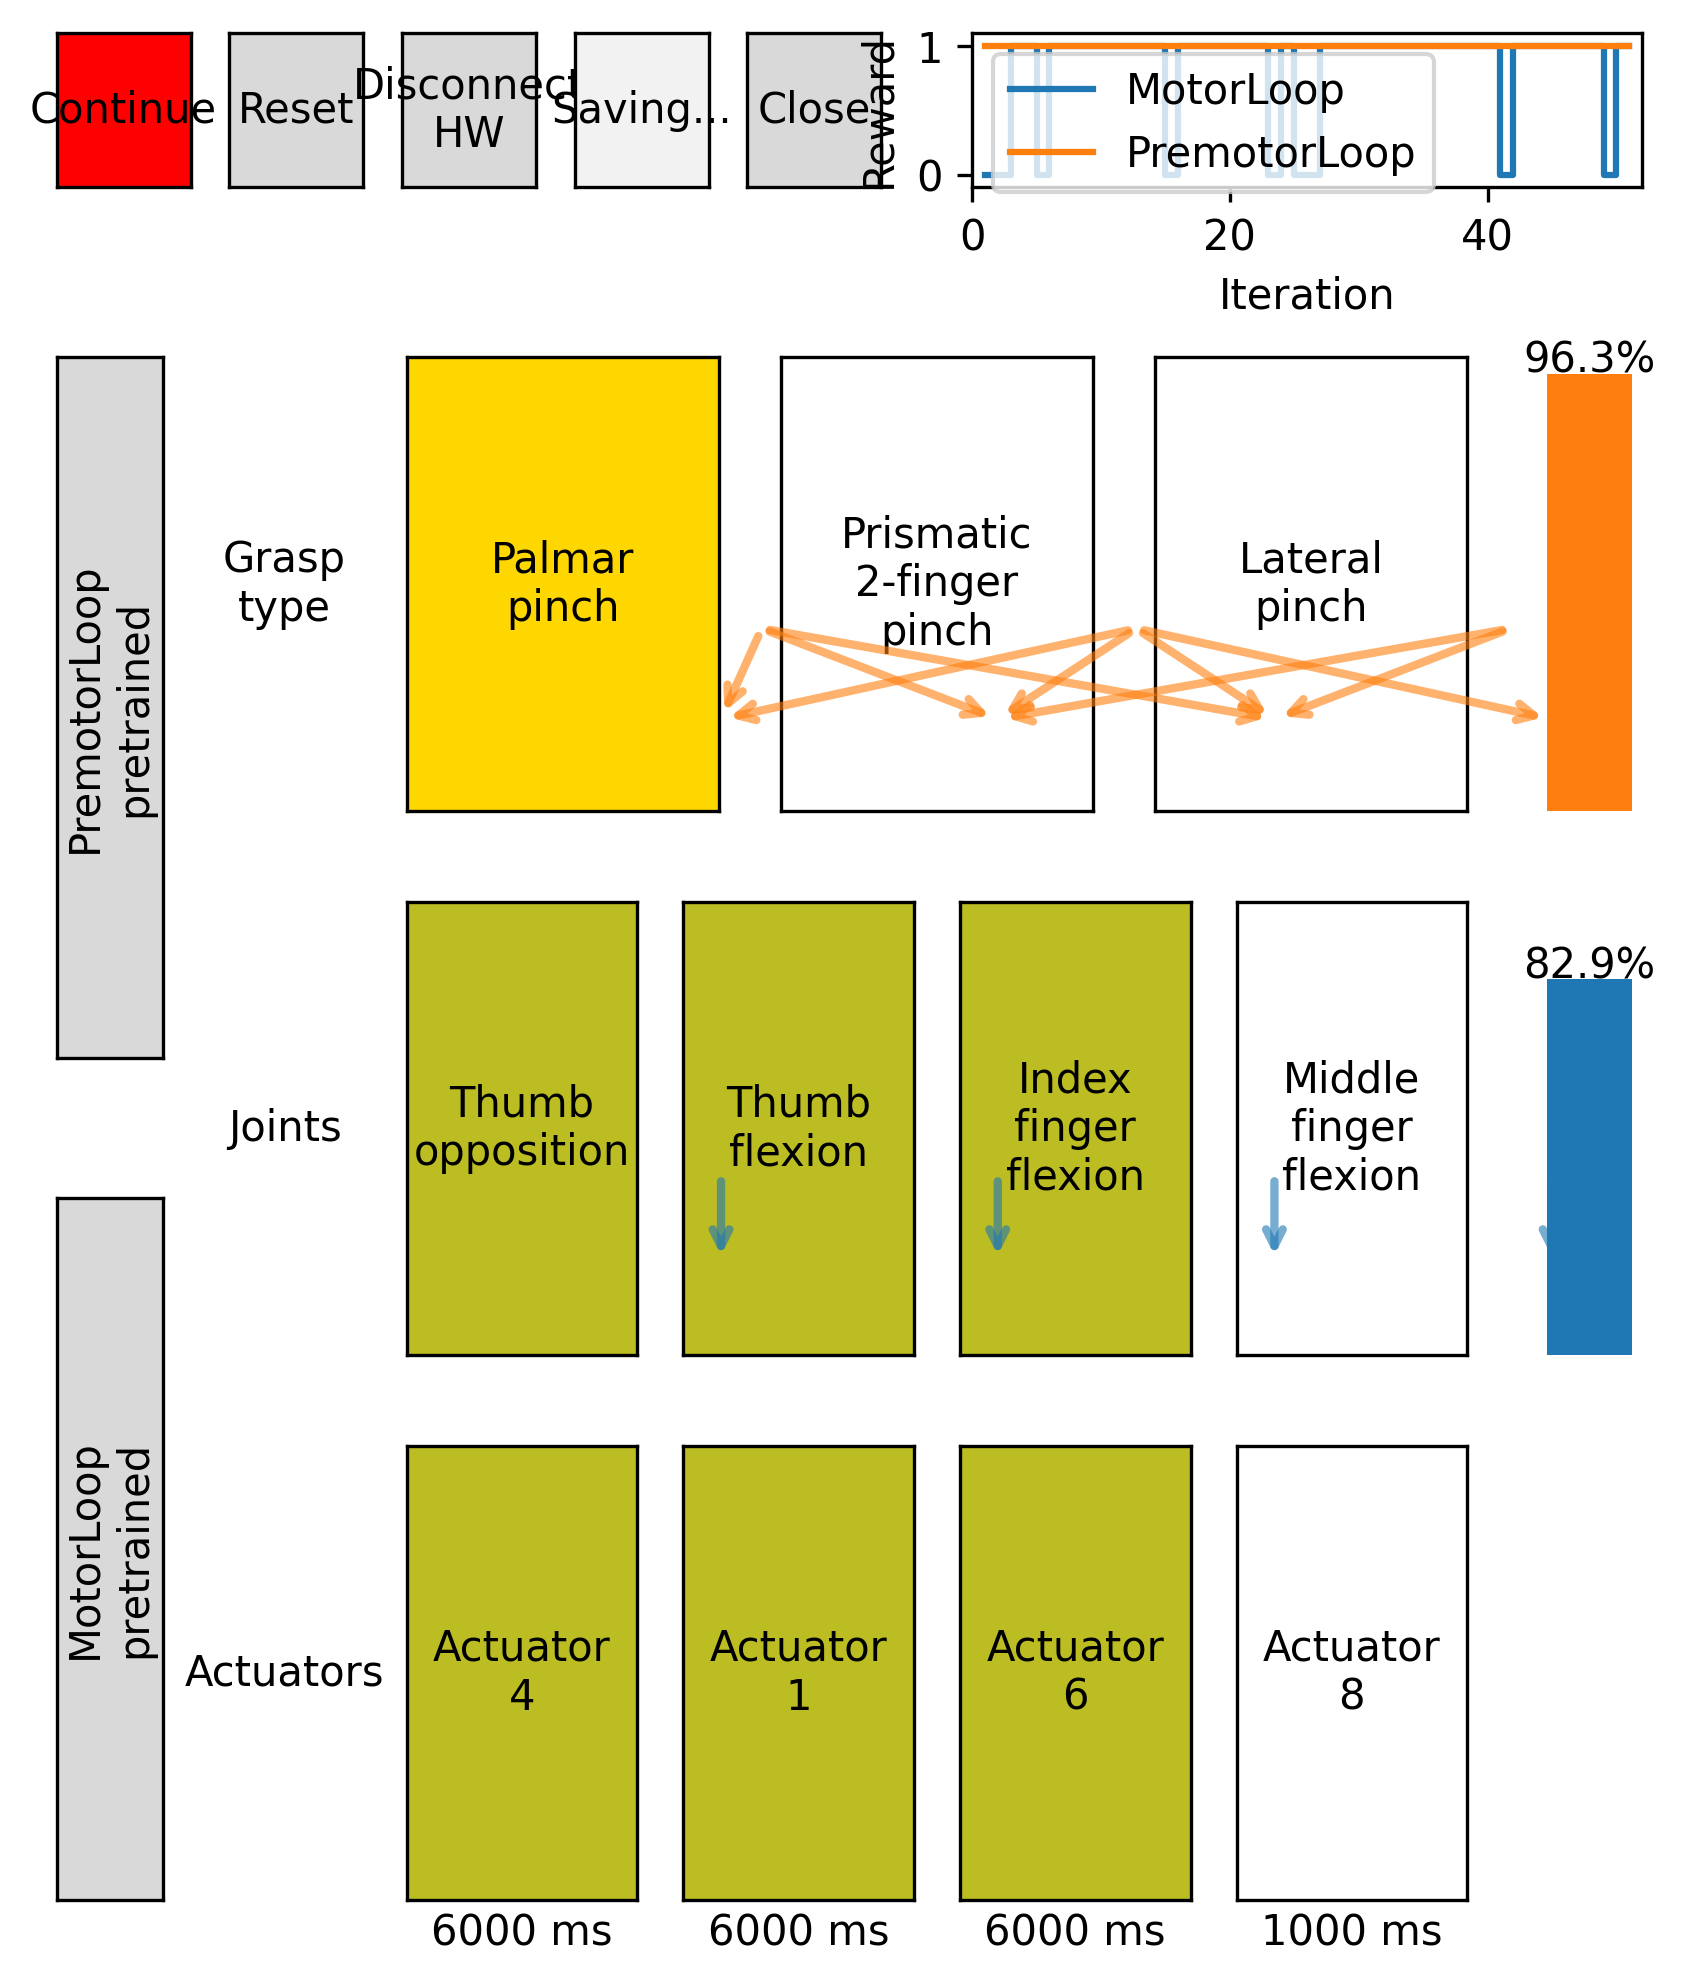 Continue
Reset
Disconnect
HW
Saving...
Close
Reward
1
0
MotorLoop
PremotorLoop
0
20
40
Iteration
PremotorLoop
pretrained
Grasp
type
Palmar
pinch
Prismatic
2-finger
pinch
Lateral
pinch
96.3%
Joints
Thumb
opposition
Thumb
flexion
Index
finger
flexion
Middle
finger
flexion
82.9%
MotorLoop
pretrained
Actuators
Actuator
4
Actuator
1
Actuator
6
Actuator
8
6000 ms
6000 ms
6000 ms
1000 ms